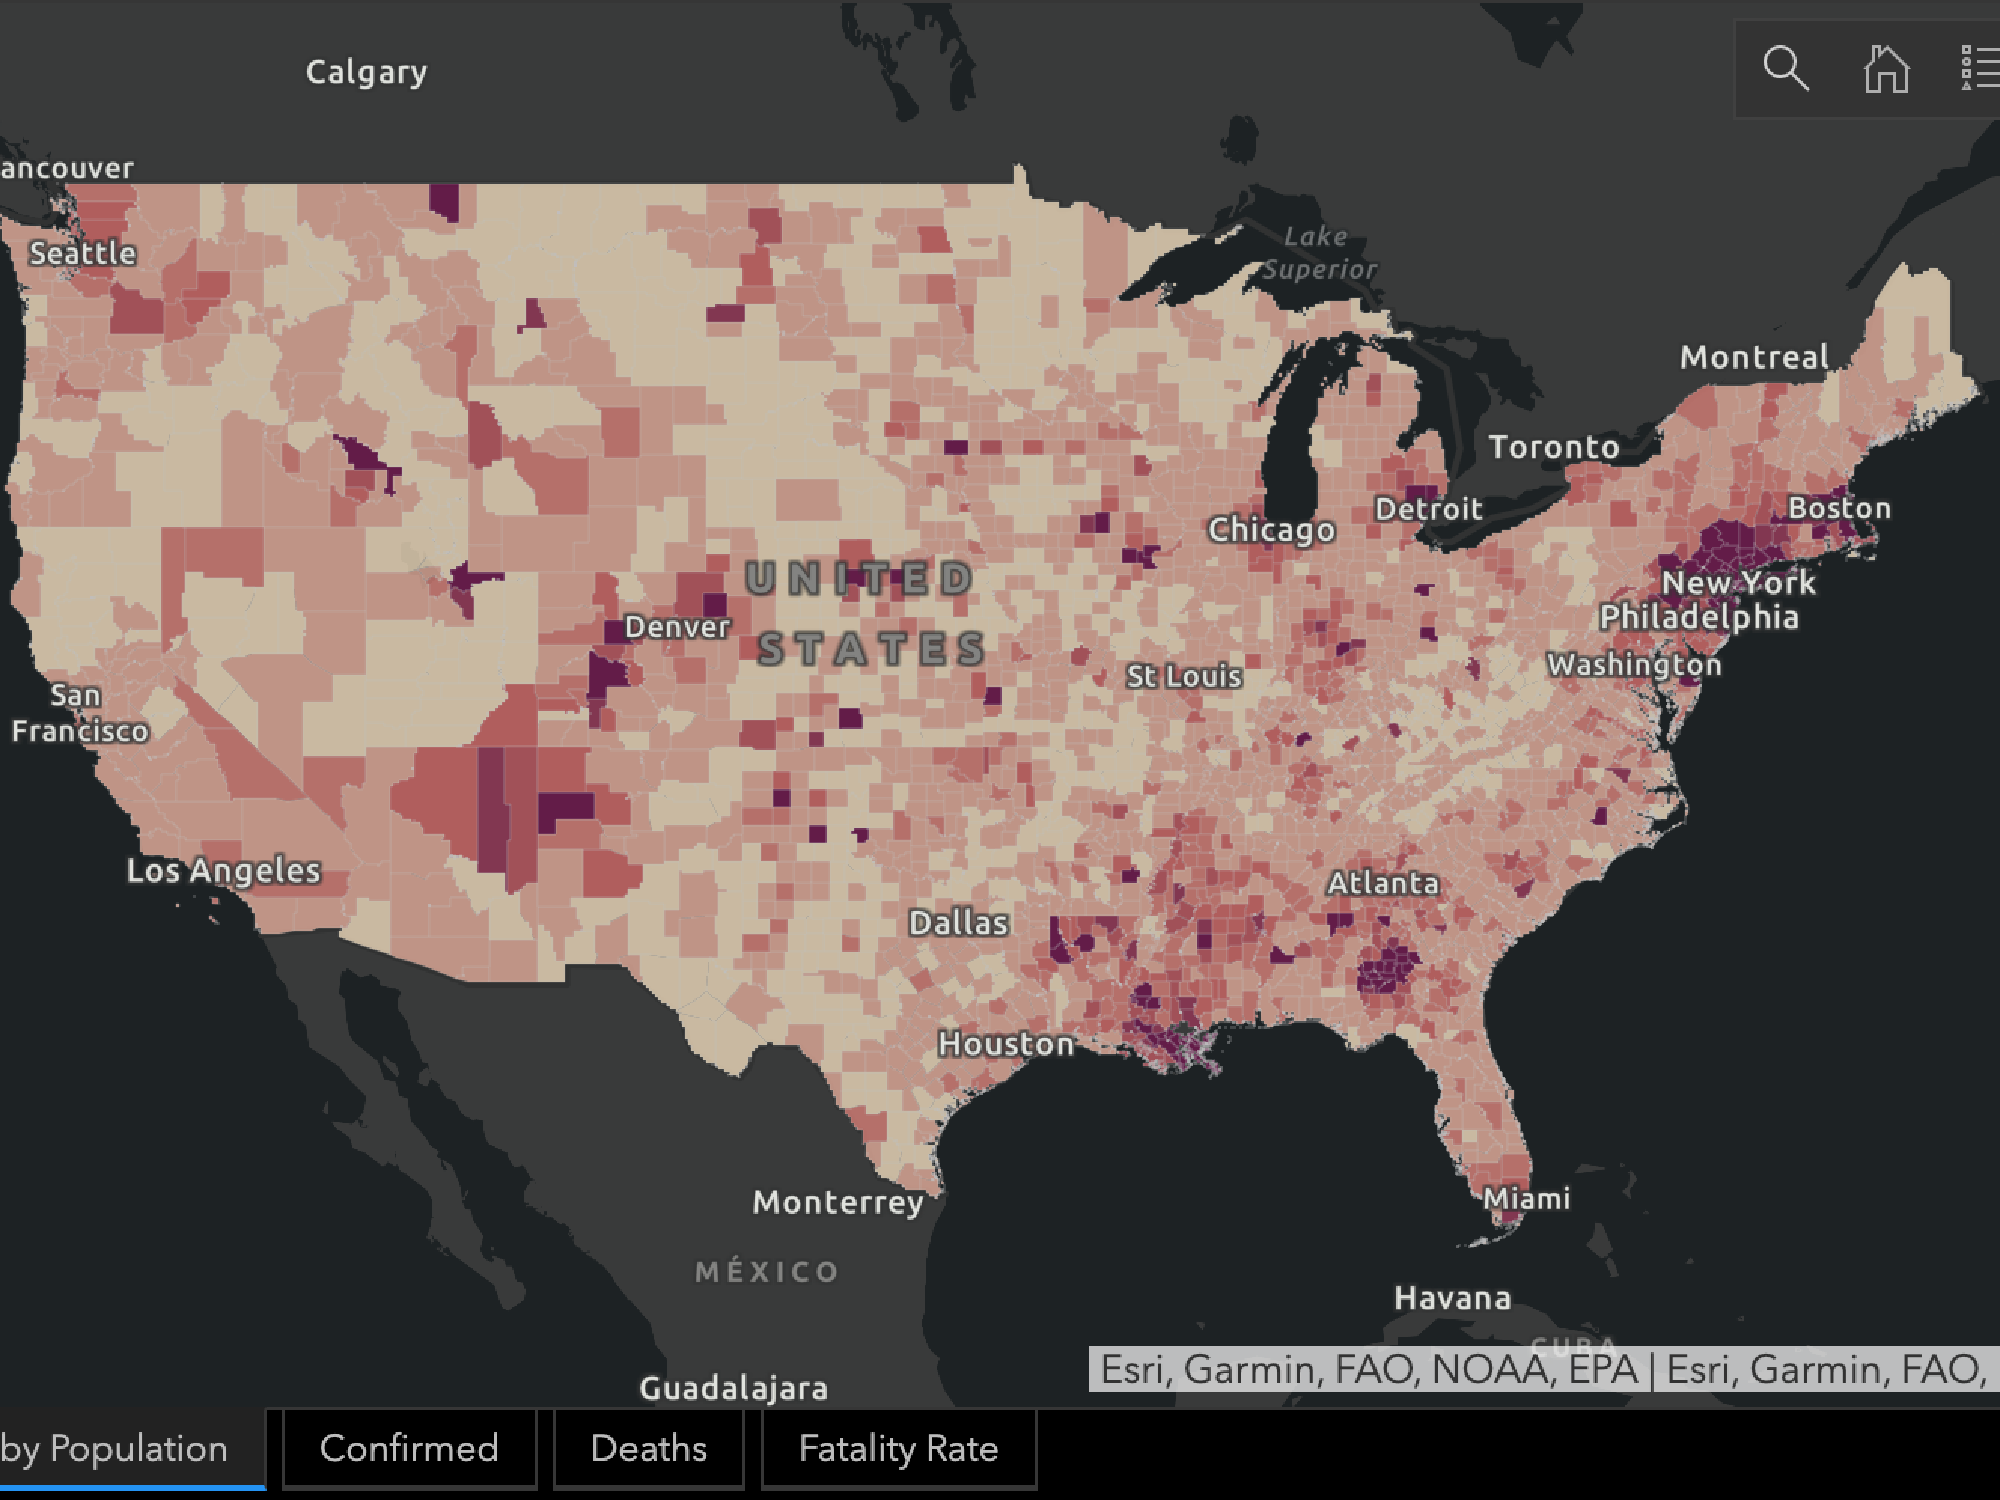 Calgary
ancouver
Seattle
Lake
Superior
Montreal
Toronto
Boston
Detroit
Chicago
New York
UNITED
Philadelphia
Denver
STATES
Washington
St Louis
San
Francisco
Los Angeles
Atlanta
Dallas
Houston
Miami
Monterrey
MÉXICO
Havana
CUBA
Esri, Garmin, FAO, NOAA, EPA | Esri, Garmin, FAO,
Guadalajara
by Population
Confirmed
Deaths
Fatality Rate